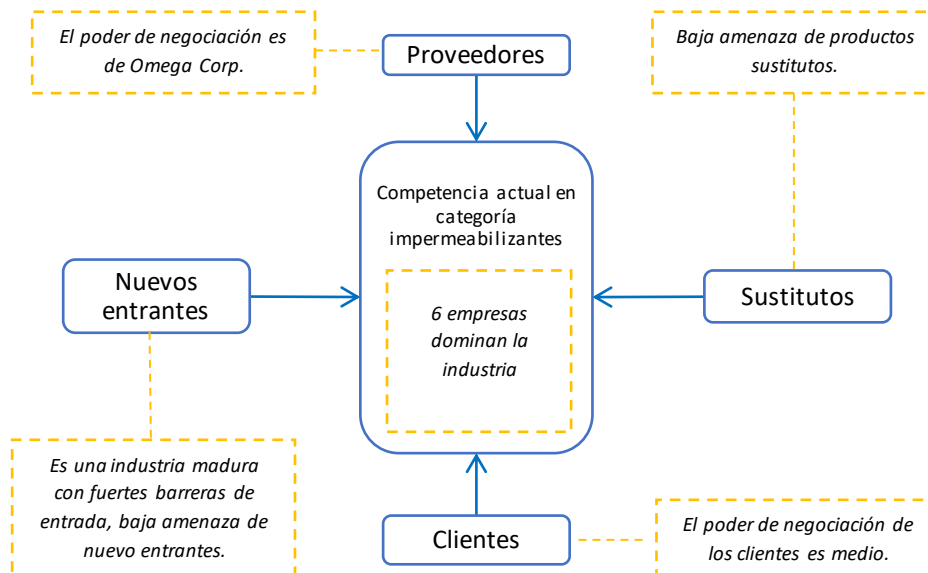 El poder de negociación es
de Omega Corp.
Proveedores
Baja amenaza de productos
sustitutos.
Competencia actual en
categoría
impermeabilizantes
6 empresas
dominan la
industria
Nuevos
entrantes
Sustitutos
Es una industria madura
con fuertes barreras de
entrada, baja amenaza de
nuevo entrantes.
Clientes
El poder de negociación de
los clientes es medio.